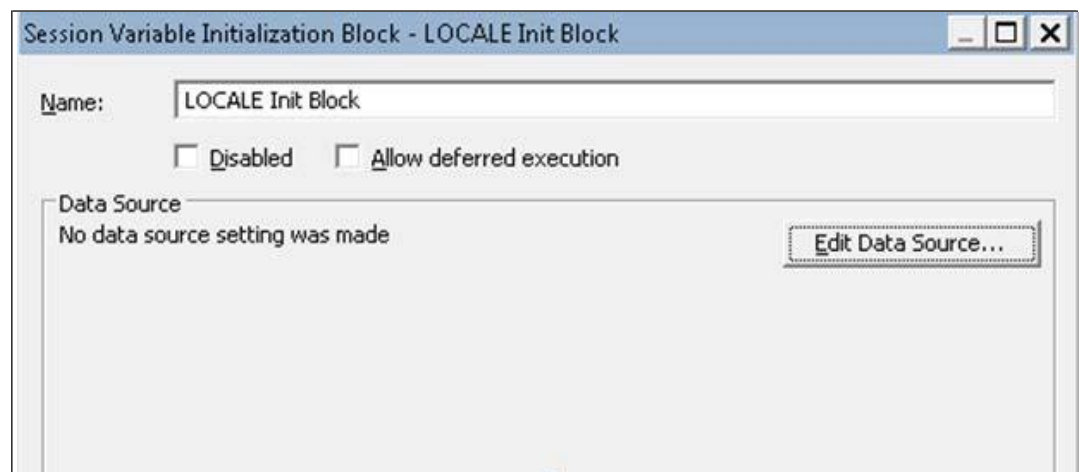 Session Variable Initialization Block - LOCALE Init Block
Name: LOCALE Init Block
Disabled Allow deferred execution
Data Source
No data source setting was made Edit Data Source...